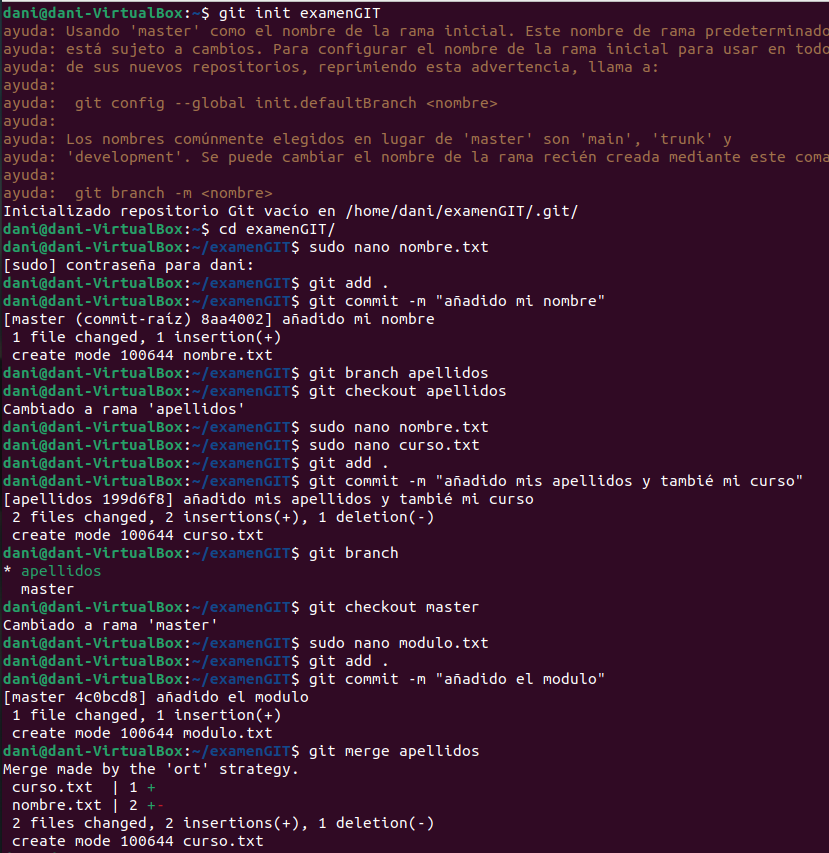 dani@dani-VirtualBox:~$ git init examenGIT
ayuda: Usando 'master' como el nombre de la rama inicial. Este nombre de rama predeterminado
ayuda: está sujeto a cambios. Para configurar el nombre de la rama inicial para usar en todo
ayuda: de sus nuevos repositorios, reprimiendo esta advertencia, llama a:
ayuda:
ayuda:  git config --global init.defaultBranch <nombre>
ayuda:
ayuda: Los nombres comúnmente elegidos en lugar de 'master' son 'main', 'trunk' y
ayuda: 'development'. Se puede cambiar el nombre de la rama recién creada mediante este coma
ayuda:
ayuda:  git branch -m <nombre>
Inicializado repositorio Git vacío en /home/dani/examenGIT/.git/
dani@dani-VirtualBox:~$ cd examenGIT/
dani@dani-VirtualBox:~/examenGIT$ sudo nano nombre.txt
[sudo] contraseña para dani:
dani@dani-VirtualBox:~/examenGIT$ git add .
dani@dani-VirtualBox:~/examenGIT$ git commit -m "añadido mi nombre"
[master (commit-raíz) 8aa4002] añadido mi nombre
 1 file changed, 1 insertion(+)
 create mode 100644 nombre.txt
dani@dani-VirtualBox:~/examenGIT$ git branch apellidos
dani@dani-VirtualBox:~/examenGIT$ git checkout apellidos
Cambiado a rama 'apellidos'
dani@dani-VirtualBox:~/examenGIT$ sudo nano nombre.txt
dani@dani-VirtualBox:~/examenGIT$ sudo nano curso.txt
dani@dani-VirtualBox:~/examenGIT$ git add .
dani@dani-VirtualBox:~/examenGIT$ git commit -m "añadido mis apellidos y tambié mi curso"
[apellidos 199d6f8] añadido mis apellidos y tambié mi curso
 2 files changed, 2 insertions(+), 1 deletion(-)
 create mode 100644 curso.txt
dani@dani-VirtualBox:~/examenGIT$ git branch
* apellidos
  master
dani@dani-VirtualBox:~/examenGIT$ git checkout master
Cambiado a rama 'master'
dani@dani-VirtualBox:~/examenGIT$ sudo nano modulo.txt
dani@dani-VirtualBox:~/examenGIT$ git add .
dani@dani-VirtualBox:~/examenGIT$ git commit -m "añadido el modulo"
[master 4c0bcd8] añadido el modulo
 1 file changed, 1 insertion(+)
 create mode 100644 modulo.txt
dani@dani-VirtualBox:~/examenGIT$ git merge apellidos
Merge made by the 'ort' strategy.
 curso.txt  | 1 +
 nombre.txt | 2 +-
 2 files changed, 2 insertions(+), 1 deletion(-)
 create mode 100644 curso.txt